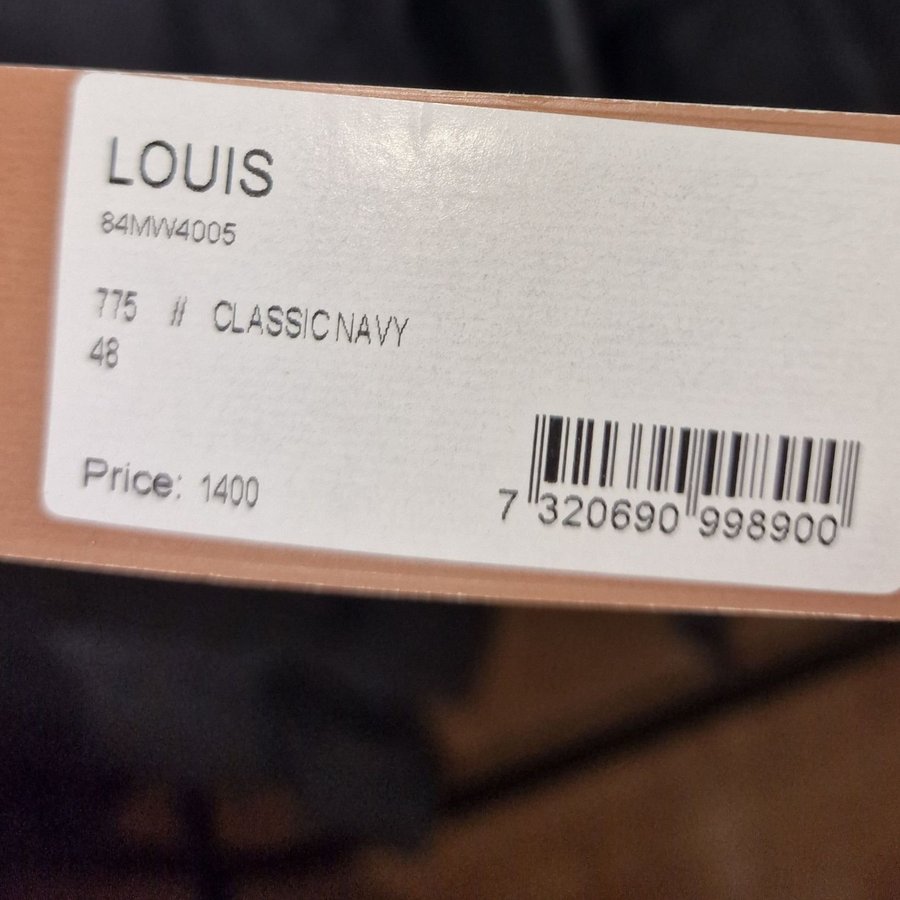 LOUIS
84MW4005
775 // CLASSIC NAVY
48
Price: 1400
7 320690 998900